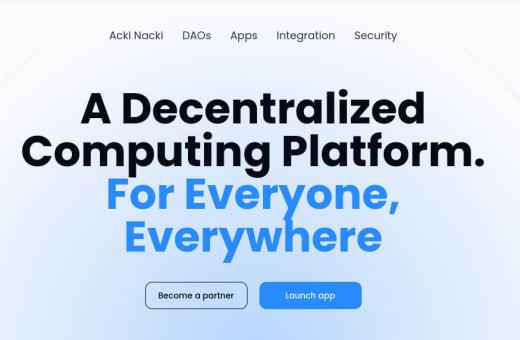 Acki Nacki DAOs Apps Integration Security
A Decentralized
Computing Platform.
For Everyone,
Everywhere
Become a partner Launch app